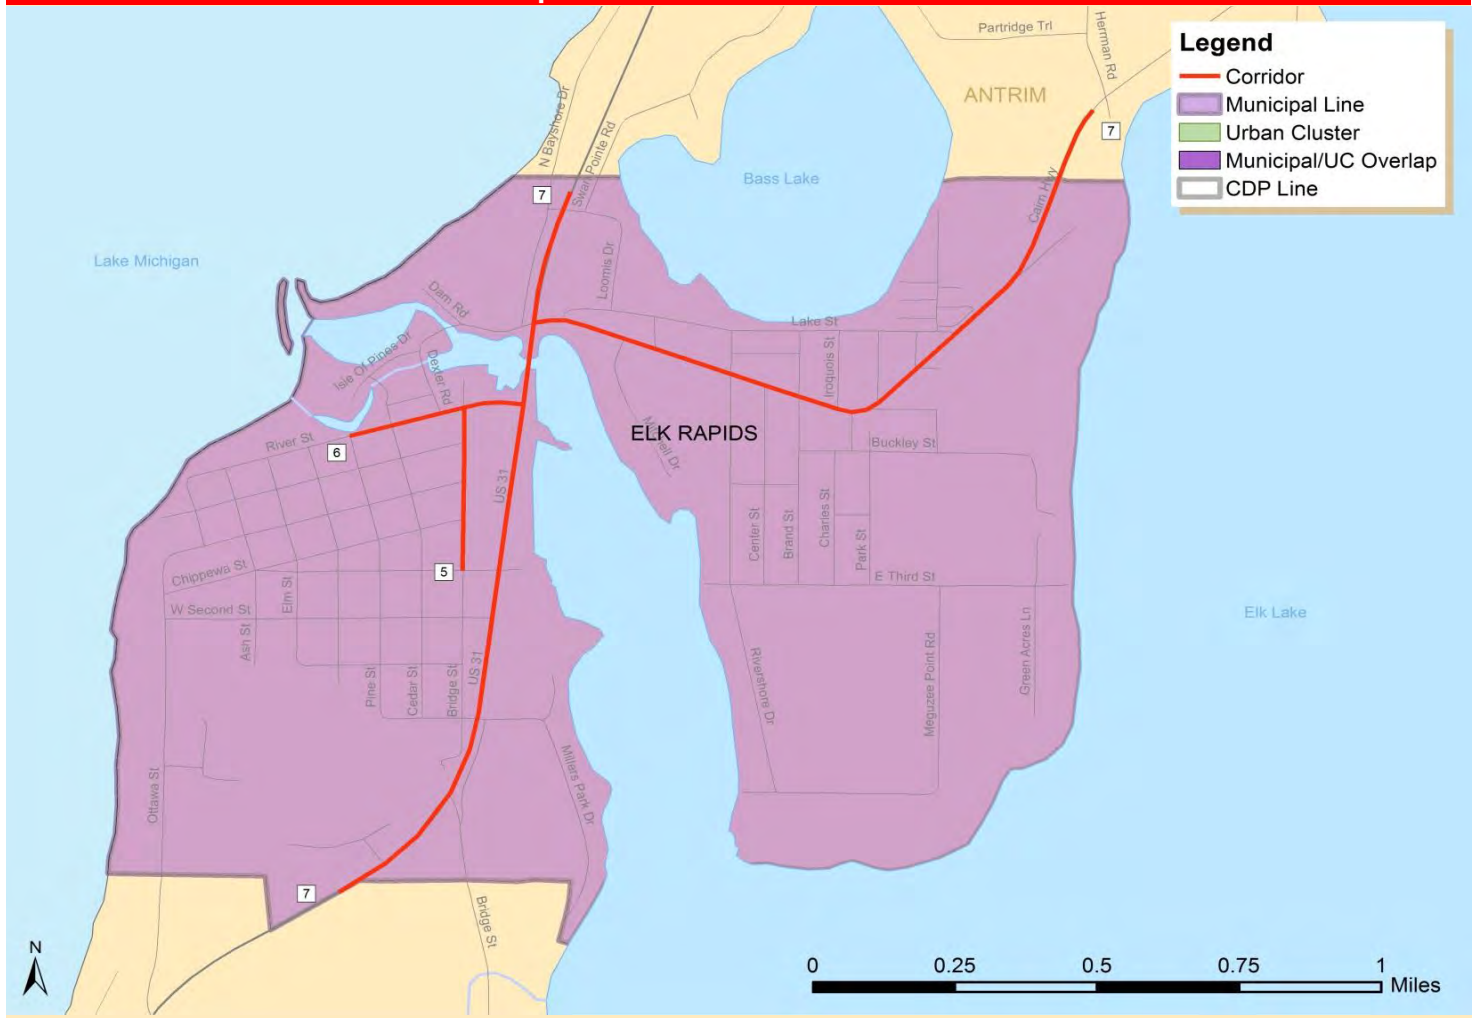 Partridge Trl
Herrman Rd
Legend
Corridor
Municipal Line
Urban Cluster
Municipal/UC Overlap
CDP Line
ANTRIM
7
N Bayshore Dr
Swan Pointe Rd
7
Bass Lake
Cairn Hwy
Lake Michigan
Loomis Dr
Dam Rd
Lake St
Isle Of Pines Dr
Dexter Rd
Iroquois St
River St
6
ELK RAPIDS
Mitchell Dr
Buckley St
US 31
Center St
Brand St
Charles St
Park St
Chippewa St
5
E Third St
Elm St
W Second St
Ash St
Elk Lake
Pine St
Cedar St
Bridge St
US 31
Rivershore Dr
Meguzee Point Rd
Green Acres Ln
Ottawa St
Millers Park Dr
7
Bridge St
N
0 0.25 0.5 0.75 1
Miles